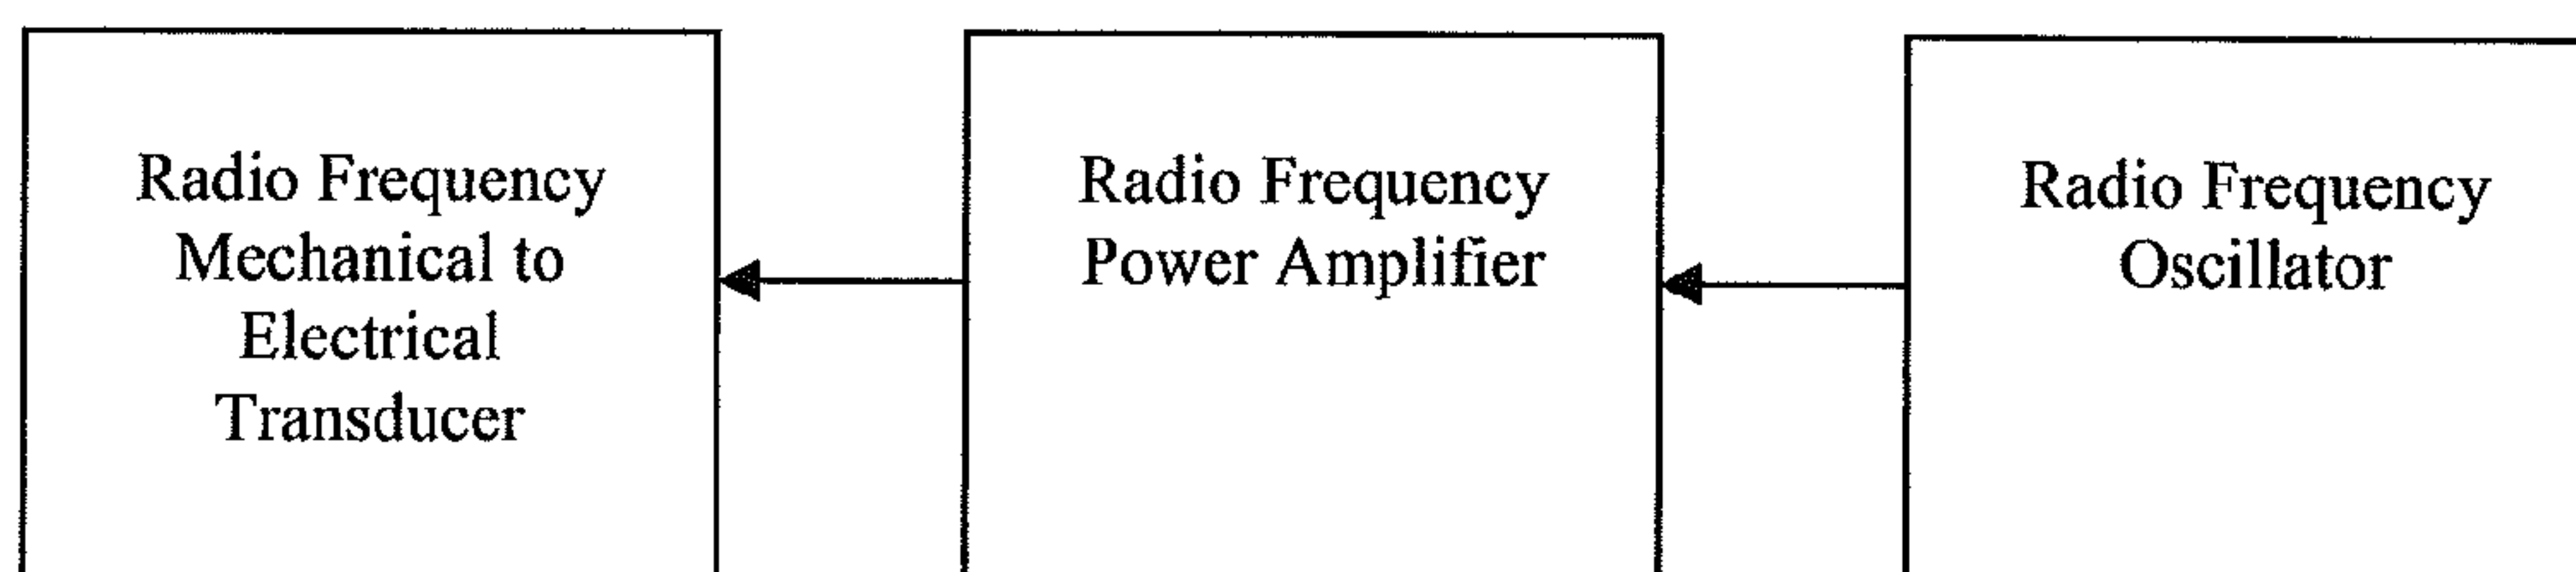 Radio Frequency
Mechanical to
Electrical
Transducer
Radio Frequency
Power Amplifier
Radio Frequency
Oscillator